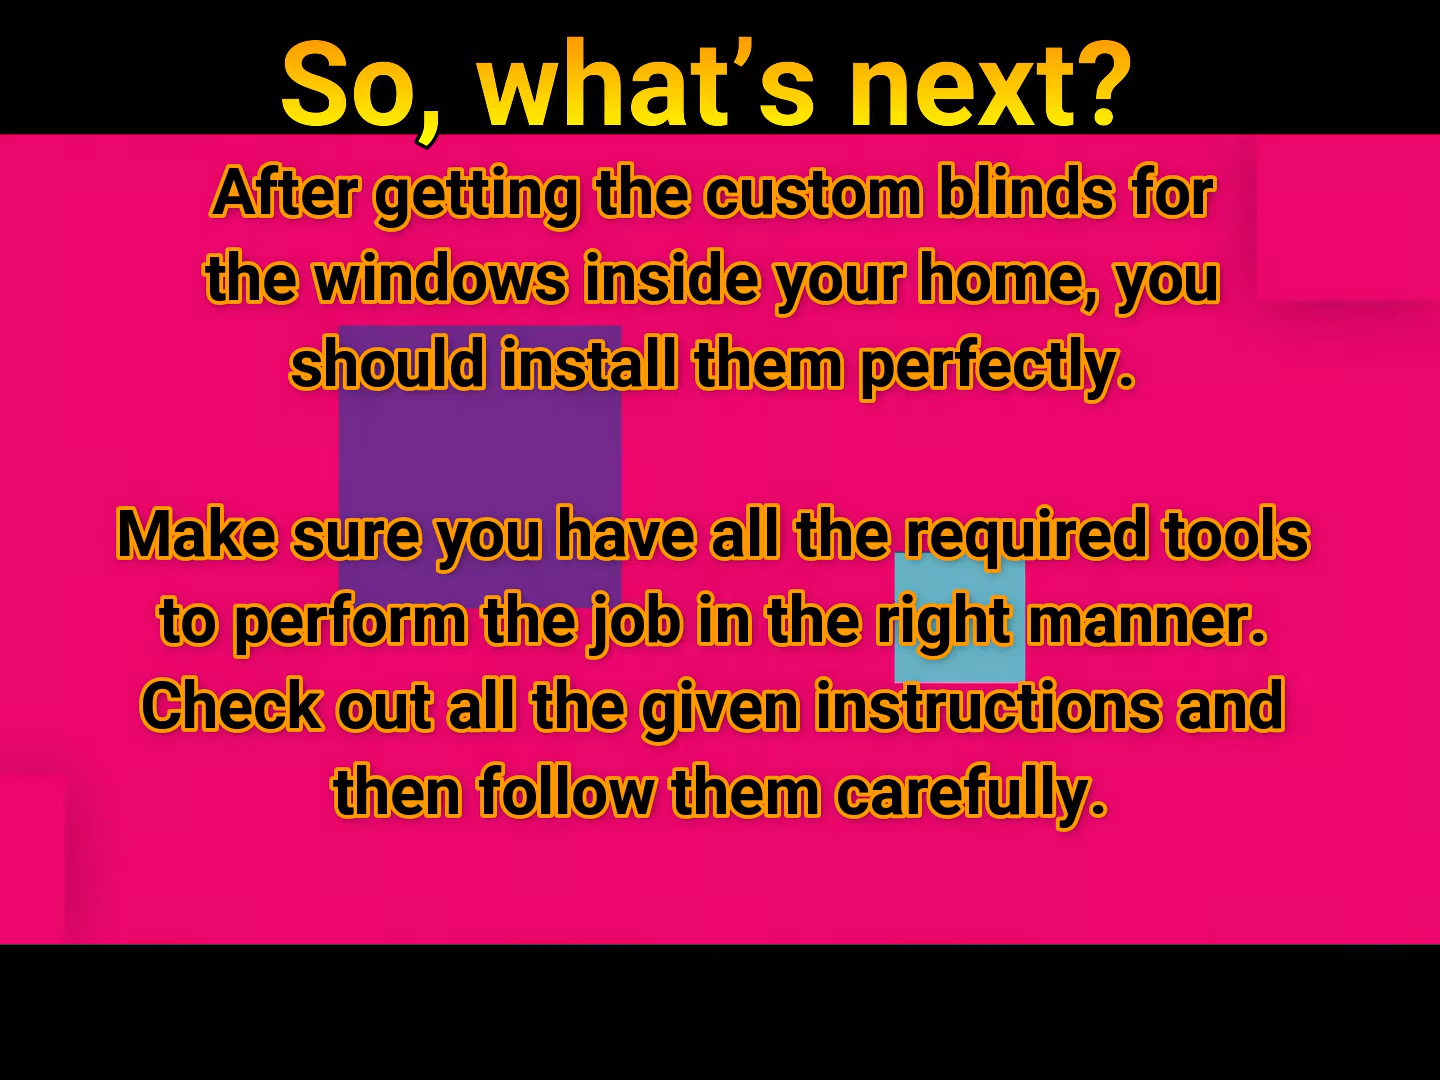 So, what’s next?
After getting the custom blinds for
the windows inside your home, you
should install them perfectly.
Make sure you have all the required tools
to perform the job in the right manner.
Check out all the given instructions and
then follow them carefully.